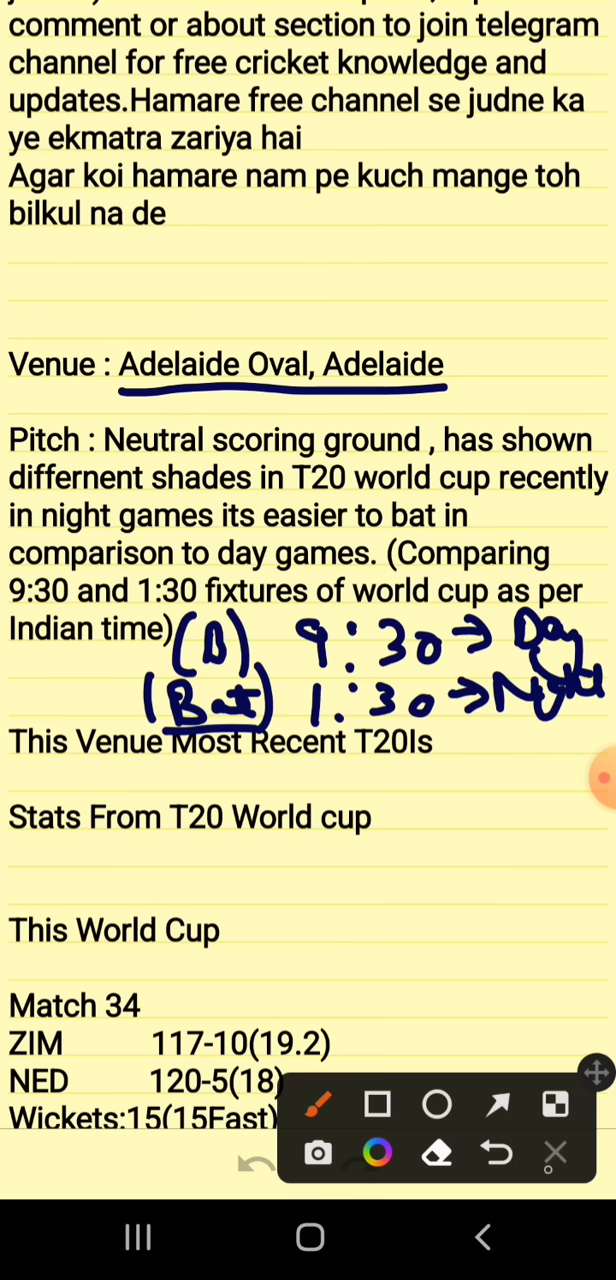 comment or about section to join telegram
channel for free cricket knowledge and
updates.Hamare free channel se judne ka
ye ekmatra zariya hai
Agar koi hamare nam pe kuch mange toh
bilkul na de
Venue : Adelaide Oval, Adelaide
Pitch : Neutral scoring ground , has shown
differnent shades in T20 world cup recently
in night games its easier to bat in
comparison to day games. (Comparing
9:30 and 1:30 fixtures of world cup as per
Indian time)
9:30 → Day
(Bat) 1:30 → Night
This Venue Most Recent T20Is
Stats From T20 World cup
This World Cup
Match 34
ZIM 117-10(19.2)
NED 120-5(18)
Wickets:15(15Fast)